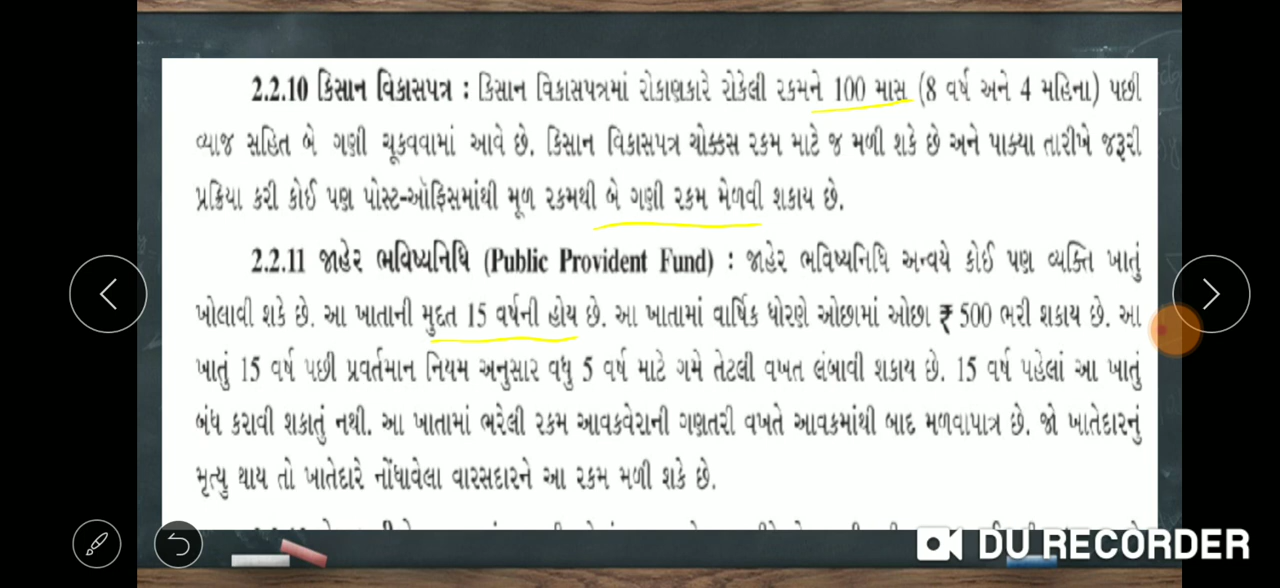 2.2.10 કિસાન વિકાસપત્ર : કિસાન વિકાસપત્રમાં રોકાણકારે રોકેલી રકમને 100 માસ (8 વર્ષ અને 4 મહિના) પછી
વ્યાજ સહિત બે ગણી ચૂકવવામાં આવે છે. કિસાન વિકાસપત્ર ચોક્કસ રકમ માટે જ મળી શકે છે અને પાક્યા તારીખે જરૂરી
પ્રક્રિયા કરી કોઈ પણ પોસ્ટ-ઑફિસમાંથી મૂળ રકમથી બે ગણી રકમ મેળવી શકાય છે.
2.2.11 જાહેર ભવિષ્યનિધિ (Public Provident Fund) : જાહેર ભવિષ્યનિધિ અન્વયે કોઈ પણ વ્યક્તિ ખાતું
ખોલાવી શકે છે. આ ખાતાની મુદ્દત 15 વર્ષની હોય છે. આ ખાતામાં વાર્ષિક ધોરણે ઓછામાં ઓછા ₹ 500 ભરી શકાય છે. આ
ખાતું 15 વર્ષ પછી પ્રવર્તમાન નિયમ અનુસાર વધુ 5 વર્ષ માટે ગમે તેટલી વખત લંબાવી શકાય છે. 15 વર્ષ પહેલાં આ ખાતું
બંધ કરાવી શકાતું નથી. આ ખાતામાં ભરેલી રકમ આવકવેરાની ગણતરી વખતે આવકમાંથી બાદ મળવાપાત્ર છે. જો ખાતેદારનું
મૃત્યુ થાય તો ખાતેદારે નોંધાવેલા વારસદારને આ રકમ મળી શકે છે.
DU RECORDER